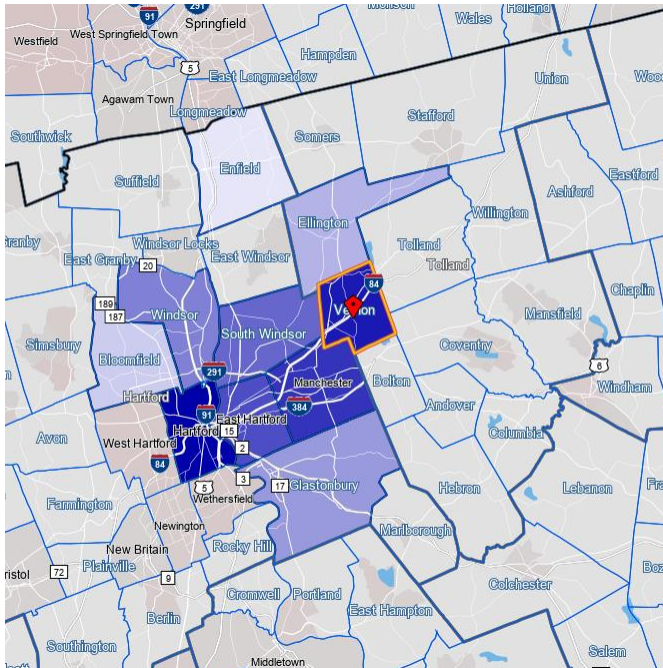 Monson
Wales
Holland
291
91
Springfield
West Springfield Town
Westfield
Hampden
5
East Longmeadow
Union
Agawam Town
Longmeadow
Stafford
Southwick
Somers
Enfield
Eastford
Suffield
Ashford
Willington
Ellington
Granby
Windsor Locks
Tolland
East Windsor
East Granby
20
Tolland
84
Chaplin
189
187
Windsor
Vernon
Mansfield
South Windsor
Simsbury
Coventry
Bloomfield
6
291
Manchester
Bolton
Windham
Hartford
384
Andover
91
East Hartford
Hartford
15
Columbia
Avon
West Hartford
2
84
3
5
17
Glastonbury
Hebron
Lebanon
Wethersfield
Farmington
Newington
Marlborough
Rocky Hill
New Britain
Plainville
72
9
Colchester
Cromwell
Portland
East Hampton
Berlin
Southington
Salem
Middletown